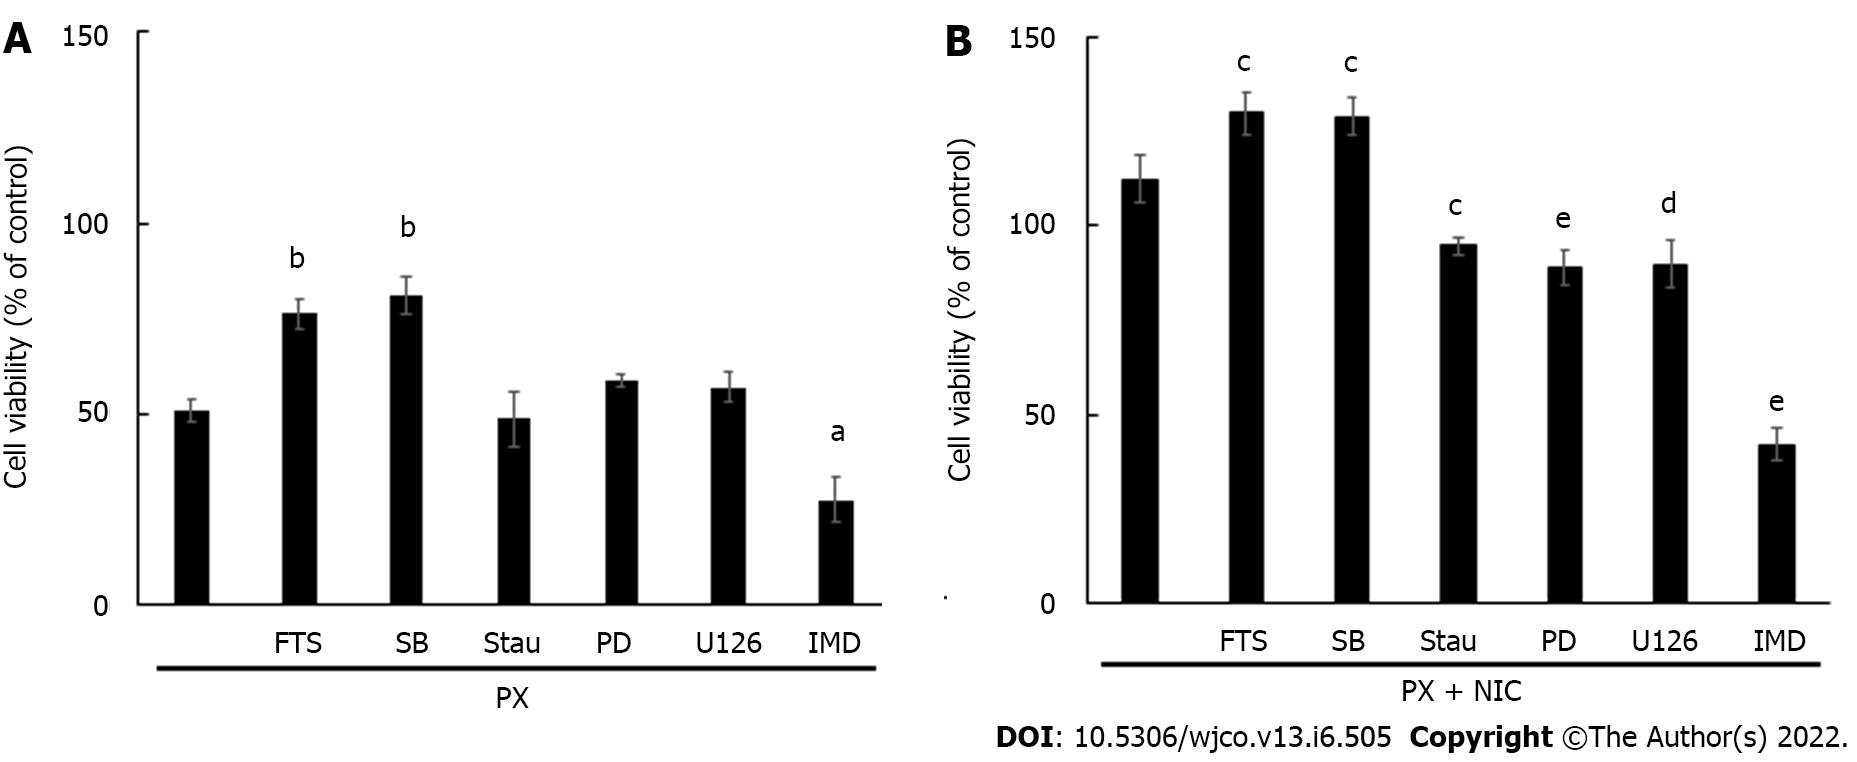 A
Cell viability (% of control)
150
100
50
0
b
b
a
FTS SB Stau PD U126 IMD
PX
B
Cell viability (% of control)
150
100
50
0
c
c
c
e
d
e
FTS SB Stau PD U126 IMD
PX + NIC
DOI: 10.5306/wjco.v13.i6.505 Copyright ©The Author(s) 2022.